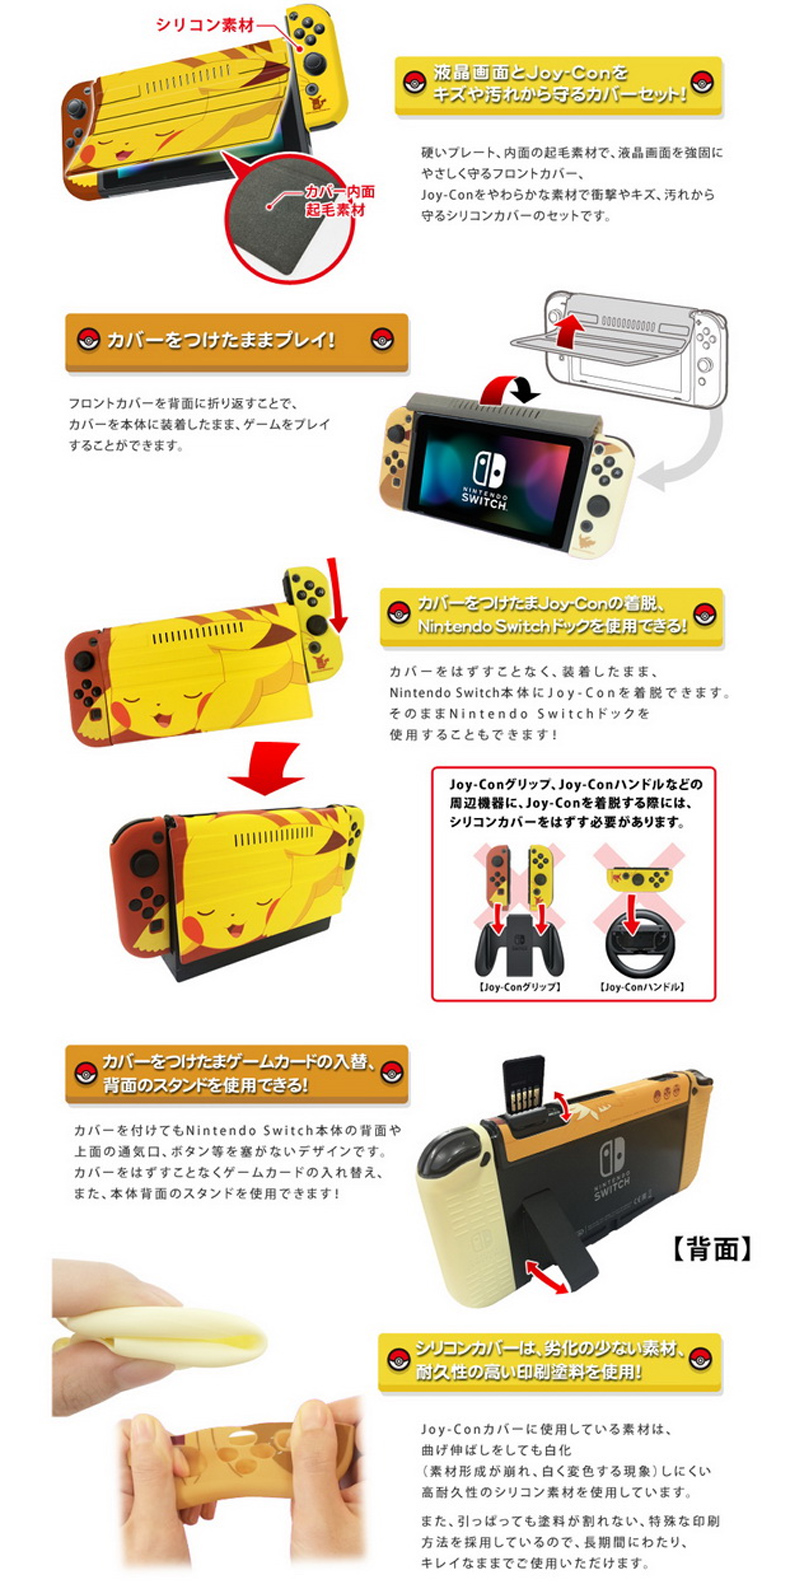 シリコン素材
カバー内面
起毛素材
液晶画面とJoy-Conを
キズや汚れから守るカバーセット!
硬いプレート、内面の起毛素材で、液晶画面を強固に
やさしく守るフロントカバー、
Joy-Conをやわらかな素材で衝撃やキズ、汚れから
守るシリコンカバーのセットです。
カバーをつけたままプレイ!
フロントカバーを背面に折り返すことで、
カバーを本体に装着したまま、ゲームをプレイ
することができます。
NINTENDO
SWITCH
カバーをつけたまま​Joy-Conの着脱、
Nintendo Switchドックを使用できる!
カバーをはずすことなく、装着したまま、
Nintendo Switch本体にJoy-Conを着脱できます。
そのままNintendo Switchドックを
使用することもできます!
Joy-Congグリップ、Joy-Conハンドルなどの
周辺機器に、Joy-Conを着脱する際には、
シリコンカバーをはずす必要があります。
【Joy-Conグリップ】
【Joy-Conハンドル】
カバーをつけたまま​ゲームカードの入替、
背面のスタンドを使用できる!
カバーを付けてもNintendo Switch本体の背面や
上面の通気口、ボタン等を塞がないデザインです。
カバーをはずすことなくゲームカードの入れ替え、
また、本体背面のスタンドを使用できます!
NINTENDO
SWITCH
【背面】
シリコンカバーは、劣化の少ない素材、
耐久性の高い印刷塗料を使用!
Joy-Conカバーに使用している素材は、
曲げ伸ばしをしても白化
(素材形成が崩れ、白く変色する現象)しにくい
高耐久性のシリコン素材を使用しています。
また、引っぱっても塗料が割れない、特殊な印刷
方法を採用しているので、長期間にわたり、
キレイなままでご使用いただけます。